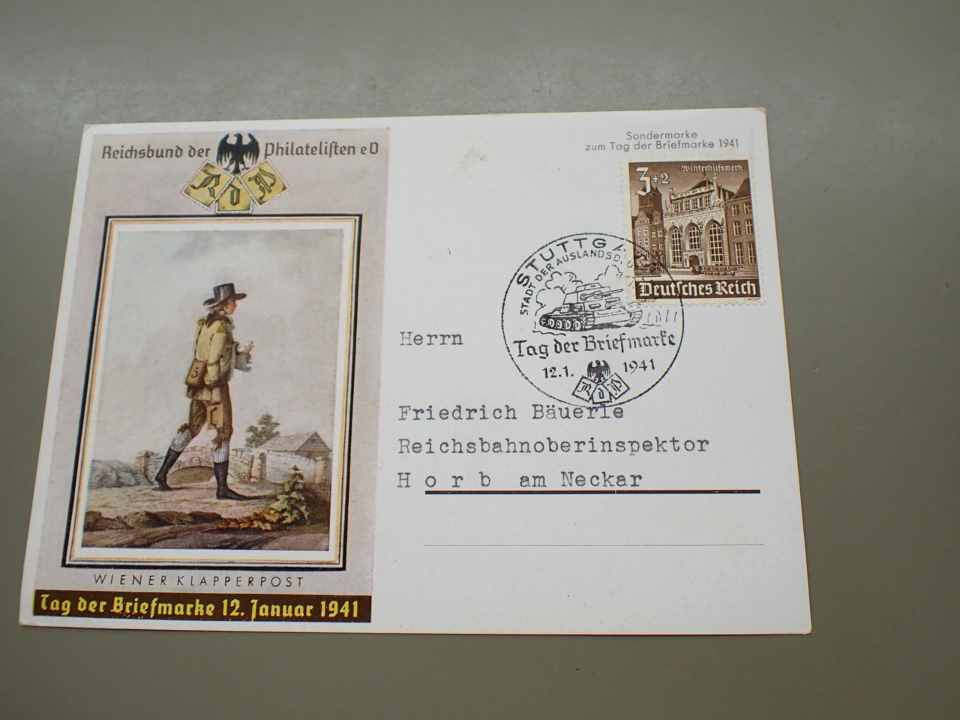 Reichsbund der Philatelisten e V
R d P
WIENER KLAPPERPOST
Tag der Briefmarke 12. Januar 1941
Sondermarke
zum Tag der Briefmarke 1941
3+2
Winterhilfswerk
Deutsches Reich
STUTTGA
STADT DER AUSLANDSD
Tag der Briefmarke
12.1. 1941
R d P
Herrn
Friedrich Bäuerle
Reichsbahnoberinspektor
Horb am Neckar